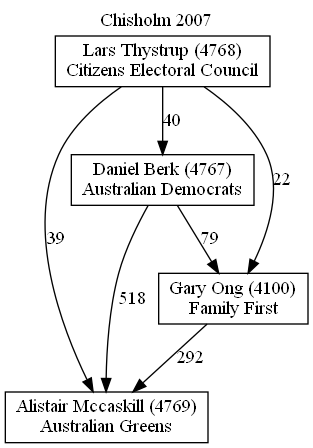 Chisholm 2007
Lars Thystrup (4768)
Citizens Electoral Council
40
Daniel Berk (4767)
Australian Democrats
22
39
518
79
Gary Ong (4100)
Family First
292
Alistair Mccaskill (4769)
Australian Greens